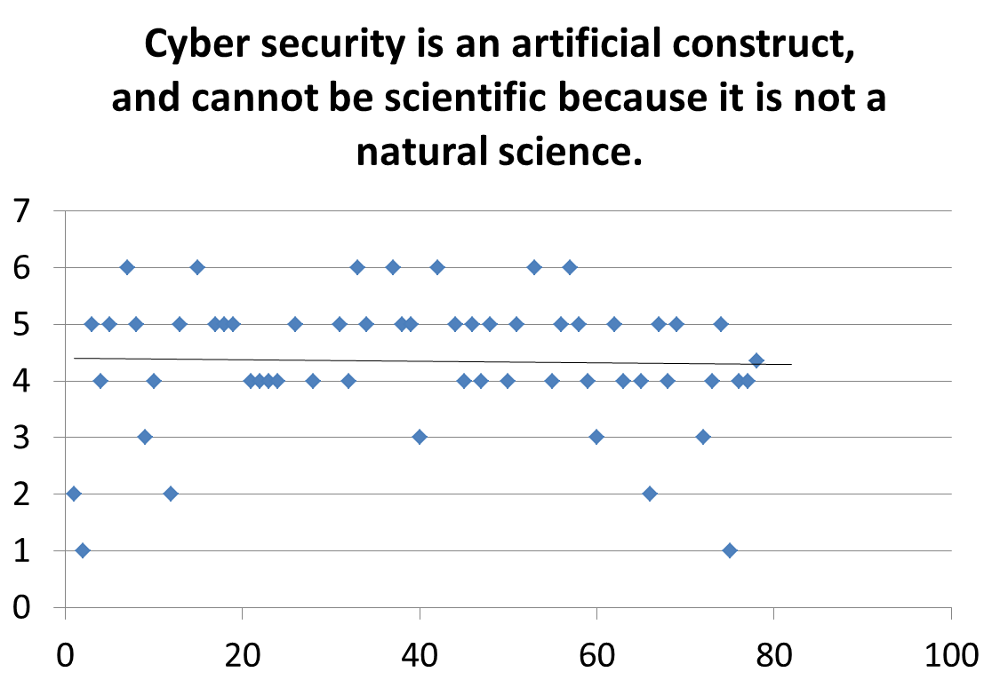 Cyber security is an artificial construct,
and cannot be scientific because it is not a
natural science.
7
6
5
4
3
2
1
0
0 20 40 60 80 100